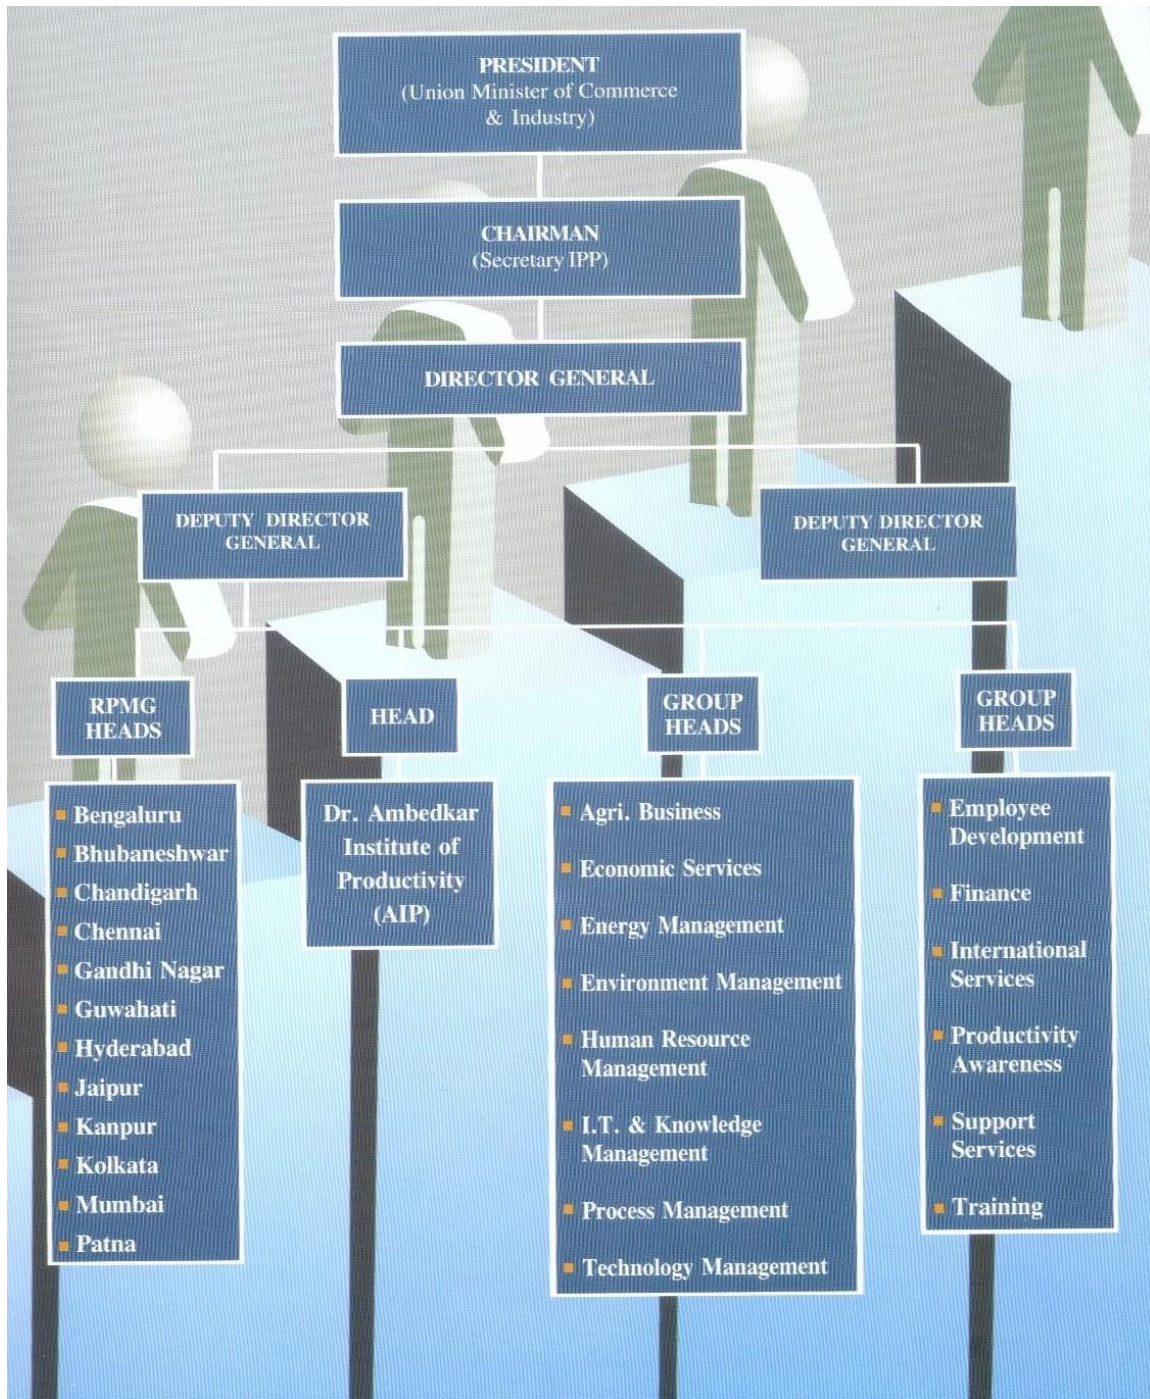 PRESIDENT
(Union Minister of Commerce
& Industry)
CHAIRMAN
(Secretary IPP)
DIRECTOR GENERAL
DEPUTY DIRECTOR
GENERAL
DEPUTY DIRECTOR
GENERAL
RPMG
HEADS
HEAD
GROUP
HEADS
GROUP
HEADS
Bengaluru
Bhubaneshwar
Chandigarh
Chennai
Gandhi Nagar
Guwahati
Hyderabad
Jaipur
Kanpur
Kolkata
Mumbai
Patna
Dr. Ambedkar
Institute of
Productivity
(AIP)
Agri. Business
Economic Services
Energy Management
Environment Management
Human Resource
Management
I.T. & Knowledge
Management
Process Management
Technology Management
Employee
Development
Finance
International
Services
Productivity
Awareness
Support
Services
Training